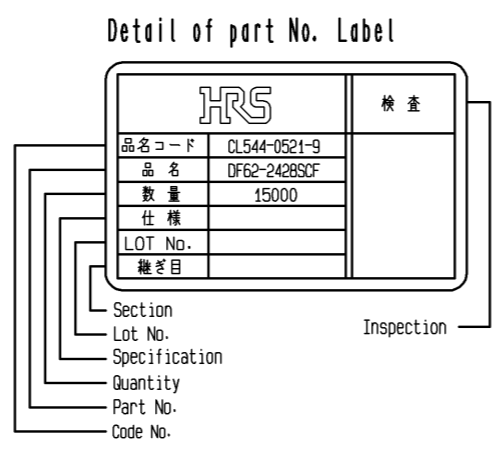 Detail of part No. Label
HRS
検 査
品名コード CL544-0521-9
品 名 DF62-2428SCF
数 量 15000
仕 様
LOT No.
継ぎ目
Section
Lot No.
Inspection
Specification
Quantity
Part No.
Code No.